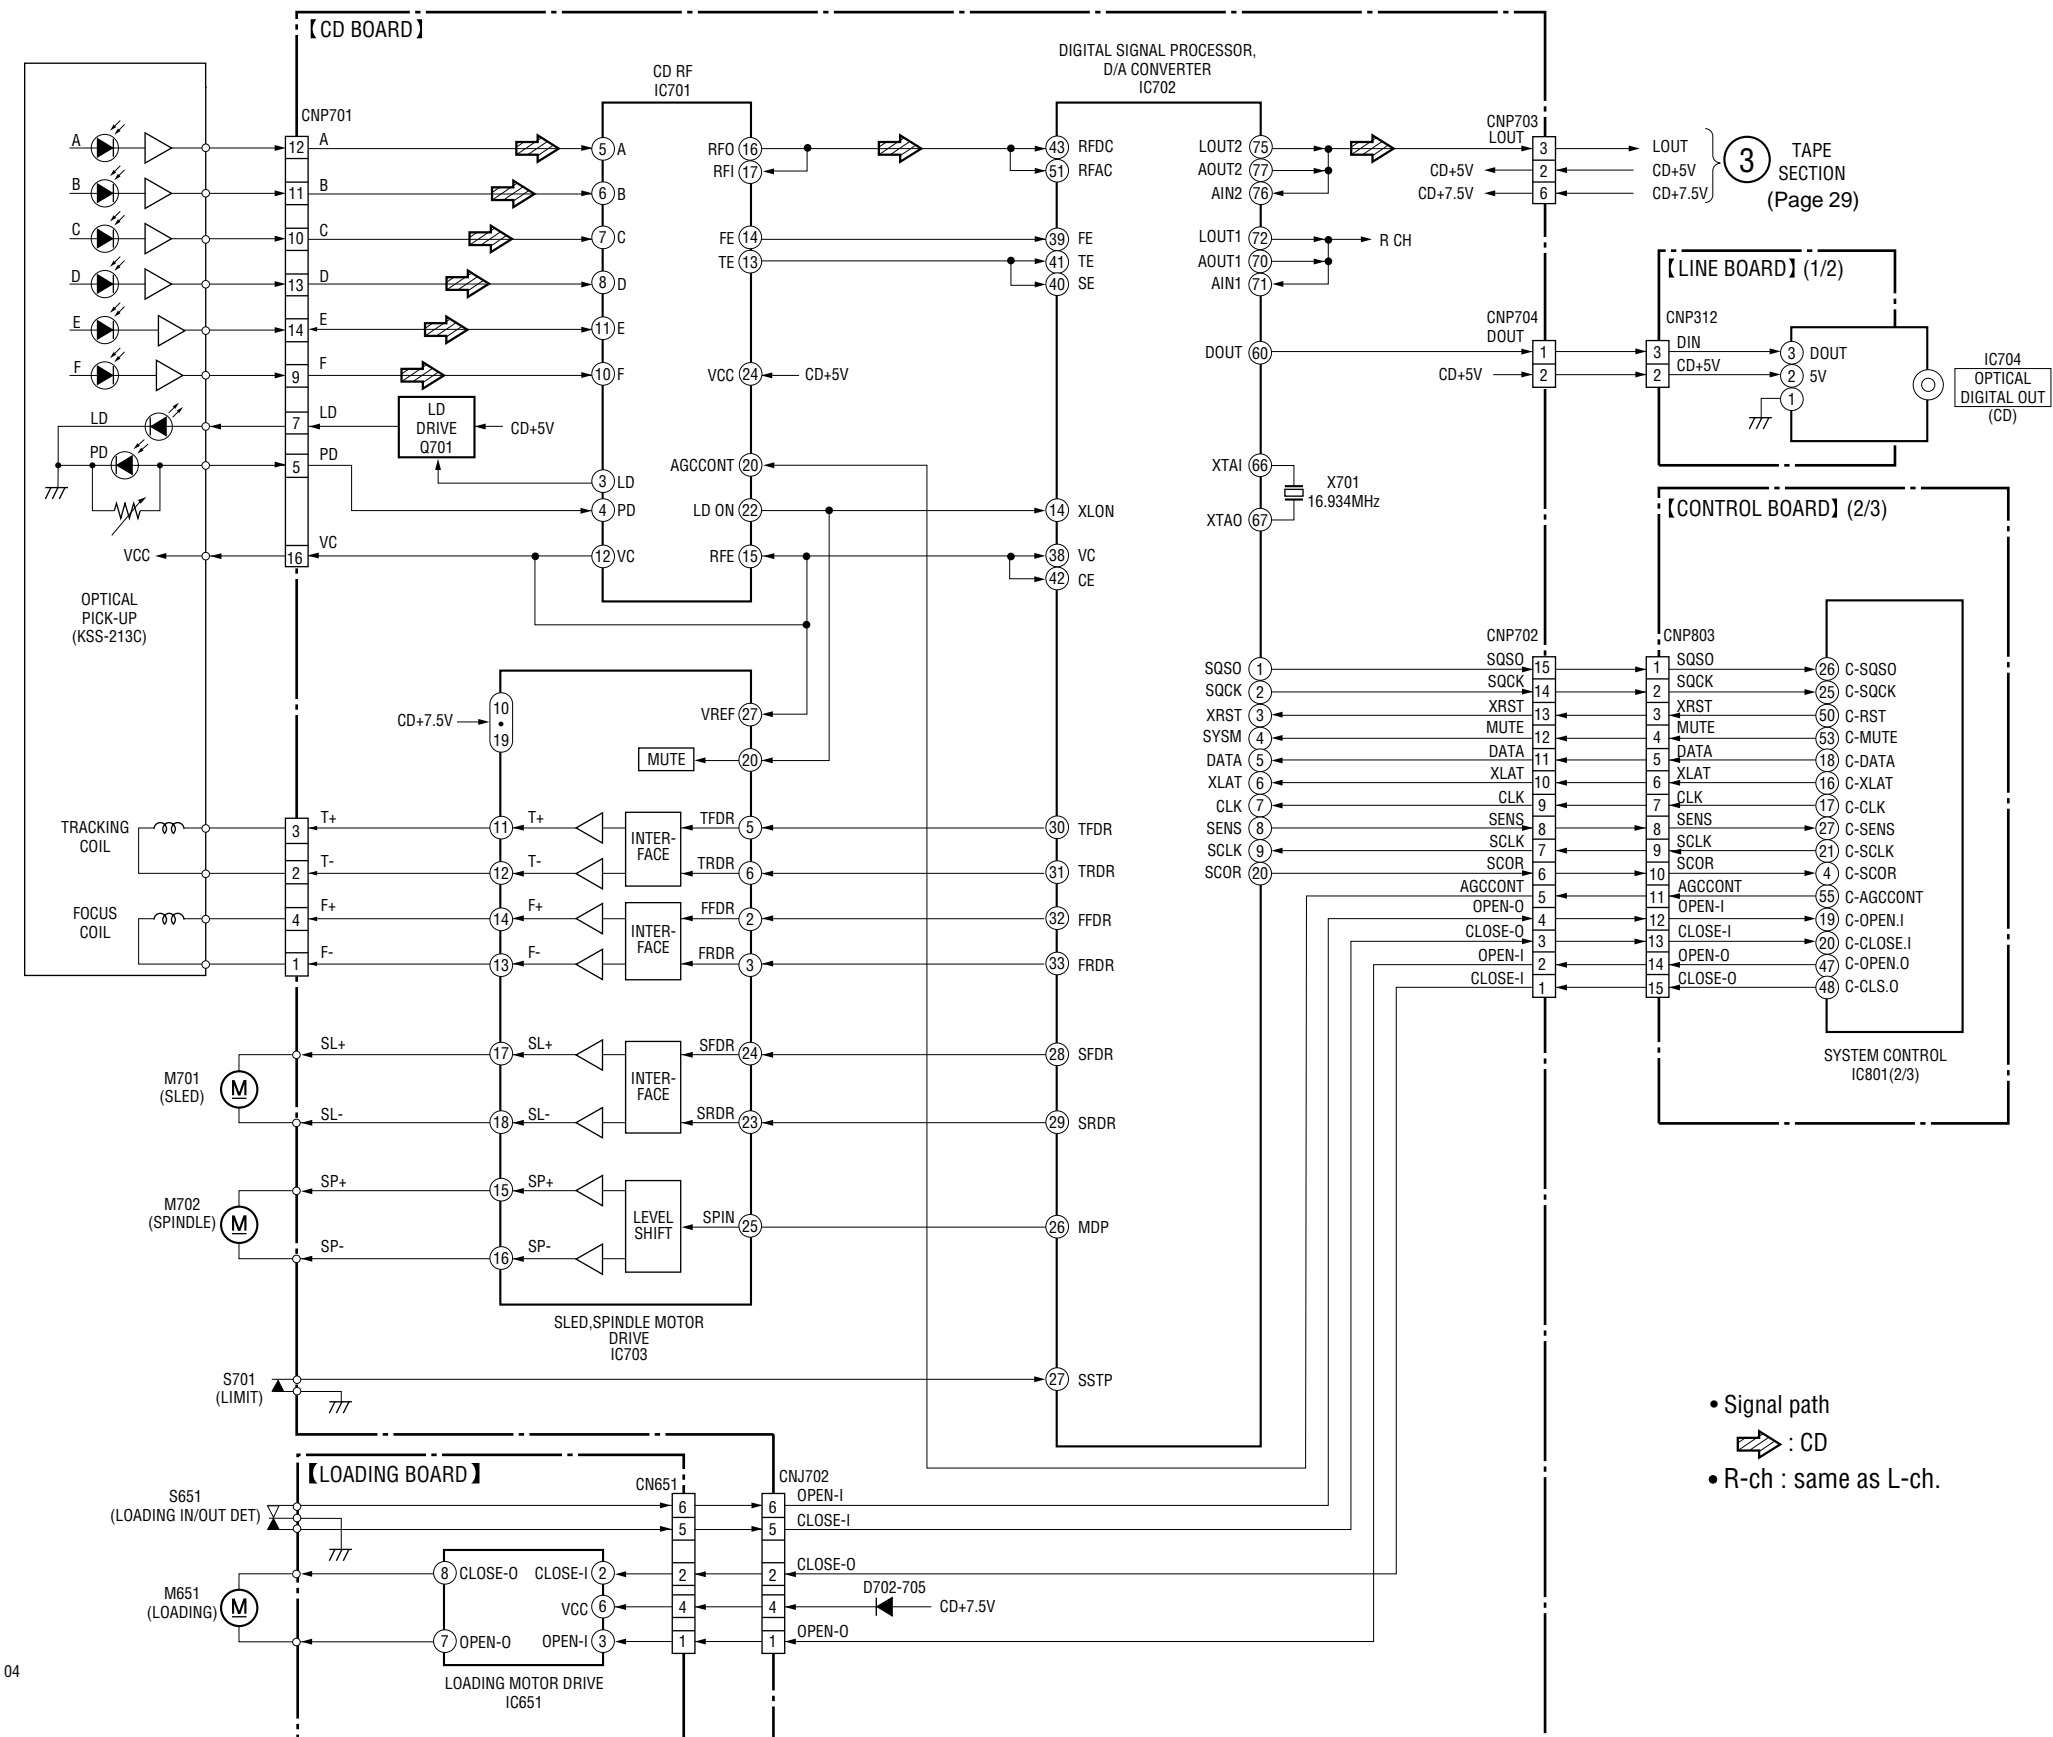 【CD BOARD】
DIGITAL SIGNAL PROCESSOR,
D/A CONVERTER
IC702
CD RF
IC701
CNP701
A
12
A
5
A
B
11
B
6
B
C
10
C
7
C
D
13
D
8
D
E
14
E
11
E
F
9
F
10
F
LD
7
LD
LD
DRIVE
Q701
CD+5V
PD
5
PD
3
LD
4
PD
VCC
16
VC
12
VC
OPTICAL
PICK-UP
(KSS-213C)
RFO
16
RFI
17
FE
14
TE
13
VCC
24
CD+5V
AGCCONT
20
LD ON
22
RFE
15
43
RFDC
51
RFAC
39
FE
41
TE
40
SE
14
XLON
38
VC
42
CE
LOUT2
75
AOUT2
77
AIN2
76
LOUT1
72
R CH
AOUT1
70
AIN1
71
DOUT
60
XTAI
66
X701
16.934MHz
XTAO
67
CNP703
LOUT
3
LOUT
CD+5V
2
CD+5V
CD+7.5V
6
CD+7.5V
3
TAPE
SECTION
(Page 29)
【LINE BOARD】(1/2)
CNP704
DOUT
1
CD+5V
2
CNP312
3
DIN
2
CD+5V
3
DOUT
2
5V
1
IC704
OPTICAL
DIGITAL OUT
(CD)
【CONTROL BOARD】(2/3)
CNP702
CNP803
SQSO
1
SQSO
15
1
SQSO
26
C-SQSO
SQCK
2
SQCK
14
2
SQCK
25
C-SQCK
XRST
3
XRST
13
3
XRST
50
C-RST
SYSM
4
MUTE
12
4
MUTE
53
C-MUTE
DATA
5
DATA
11
5
DATA
18
C-DATA
XLAT
6
XLAT
10
6
XLAT
16
C-XLAT
CLK
7
CLK
9
7
CLK
17
C-CLK
SENS
8
SENS
8
8
SENS
27
C-SENS
SCLK
9
SCLK
7
9
SCLK
21
C-SCLK
SCOR
20
SCOR
6
10
SCOR
4
C-SCOR
AGCCONT
5
11
AGCCONT
55
C-AGCCONT
OPEN-O
4
12
OPEN-I
19
C-OPEN.I
CLOSE-O
3
13
CLOSE-I
20
C-CLOSE.I
OPEN-I
2
14
OPEN-O
47
C-OPEN.O
CLOSE-I
1
15
CLOSE-O
48
C-CLS.O
SYSTEM CONTROL
IC801(2/3)
CD+7.5V
10
19
VREF
27
MUTE
20
TRACKING
COIL
3
T+
11
T+
INTER-
FACE
TFDR
5
30
TFDR
2
T-
12
T-
TRDR
6
31
TRDR
FOCUS
COIL
4
F+
14
F+
INTER-
FACE
FFDR
2
32
FFDR
1
F-
13
F-
FRDR
3
33
FRDR
M701
(SLED)
M
SL+
17
SL+
INTER-
FACE
SFDR
24
28
SFDR
SL-
18
SL-
SRDR
23
29
SRDR
M702
(SPINDLE)
M
SP+
15
SP+
LEVEL
SHIFT
SPIN
25
26
MDP
SP-
16
SP-
SLED,SPINDLE MOTOR
DRIVE
IC703
S701
(LIMIT)
27
SSTP
• Signal path
: CD
• R-ch : same as L-ch.
【LOADING BOARD】
CN651
CNJ702
S651
(LOADING IN/OUT DET)
6
6
OPEN-I
5
5
CLOSE-I
M651
(LOADING)
M
8
CLOSE-O
CLOSE-I
2
2
2
CLOSE-O
VCC
6
4
4
D702-705
CD+7.5V
7
OPEN-O
OPEN-I
3
1
1
OPEN-O
LOADING MOTOR DRIVE
IC651
04